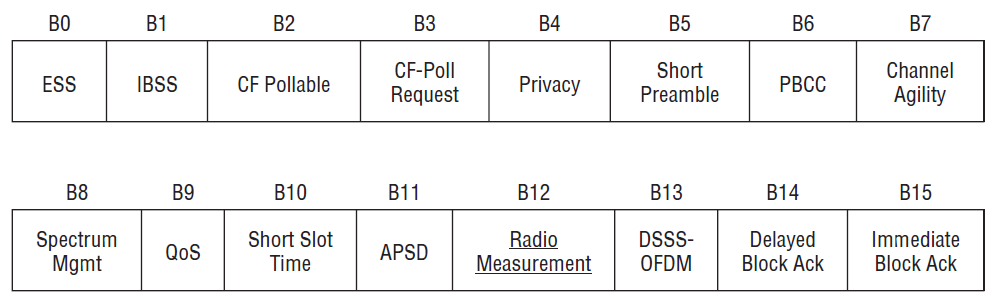 B0 B1 B2 B3 B4 B5 B6 B7
ESS IBSS CF Pollable CF-Poll Request Privacy Short Preamble PBCC Channel Agility
B8 B9 B10 B11 B12 B13 B14 B15
Spectrum Mgmt QoS Short Slot Time APSD Radio Measurement DSSS-OFDM Delayed Block Ack Immediate Block Ack